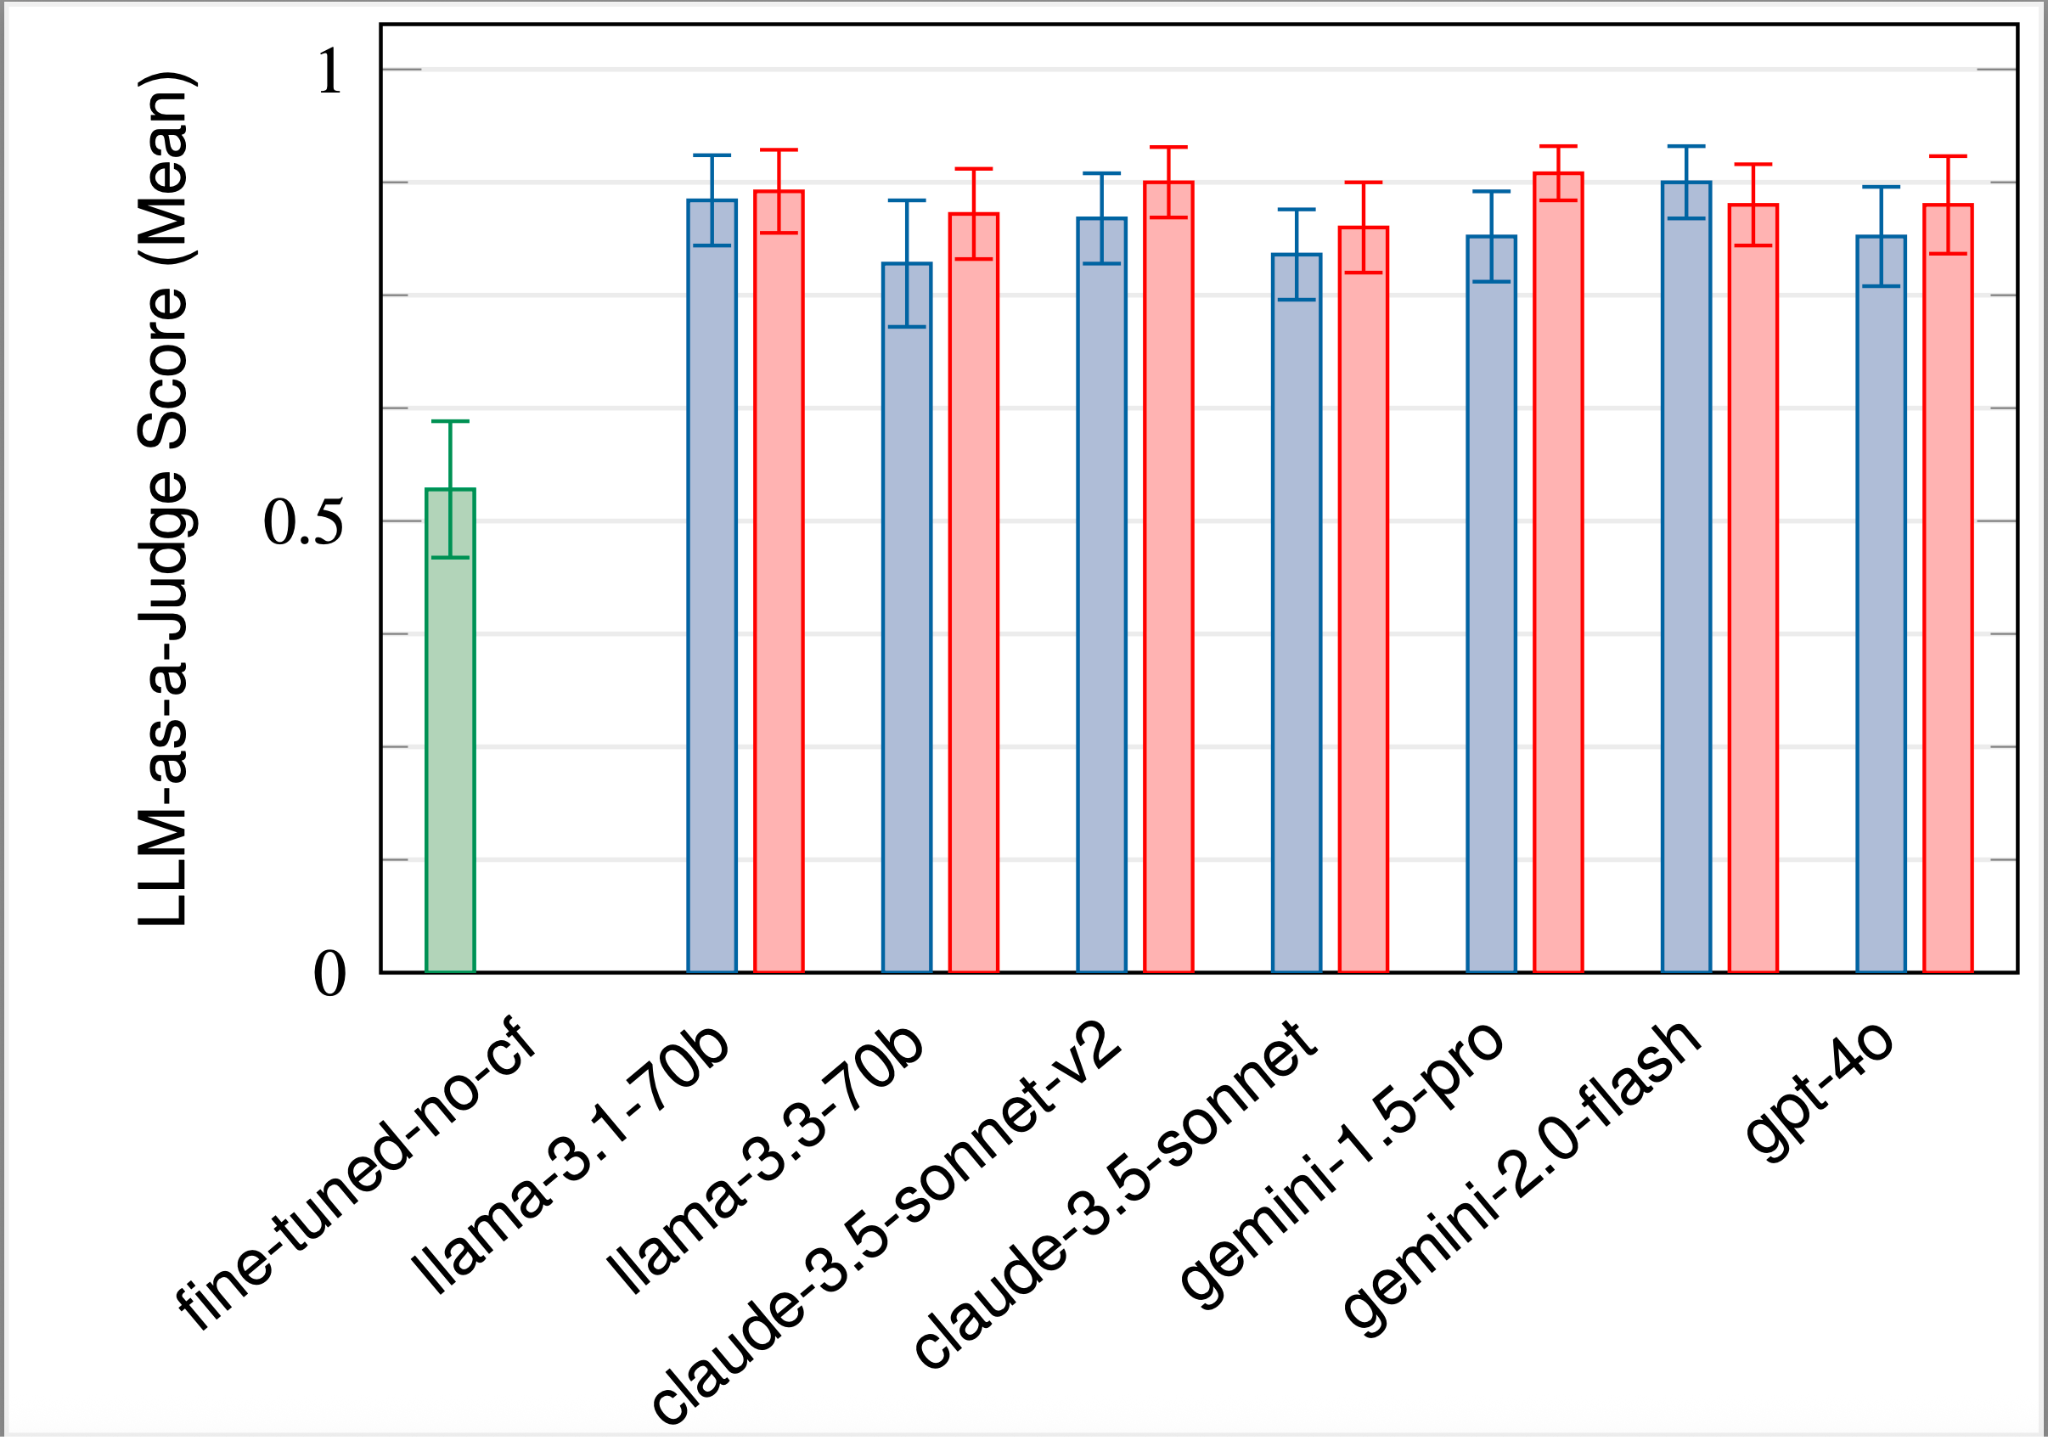 LLM-as-a-Judge Score (Mean)
1
0.5
0
fine-tuned-no-cf
llama-3.1-70b
llama-3.3-70b
claude-3.5-sonnet-v2
claude-3.5-sonnet
gemini-1.5-pro
gemini-2.0-flash
gpt-4o